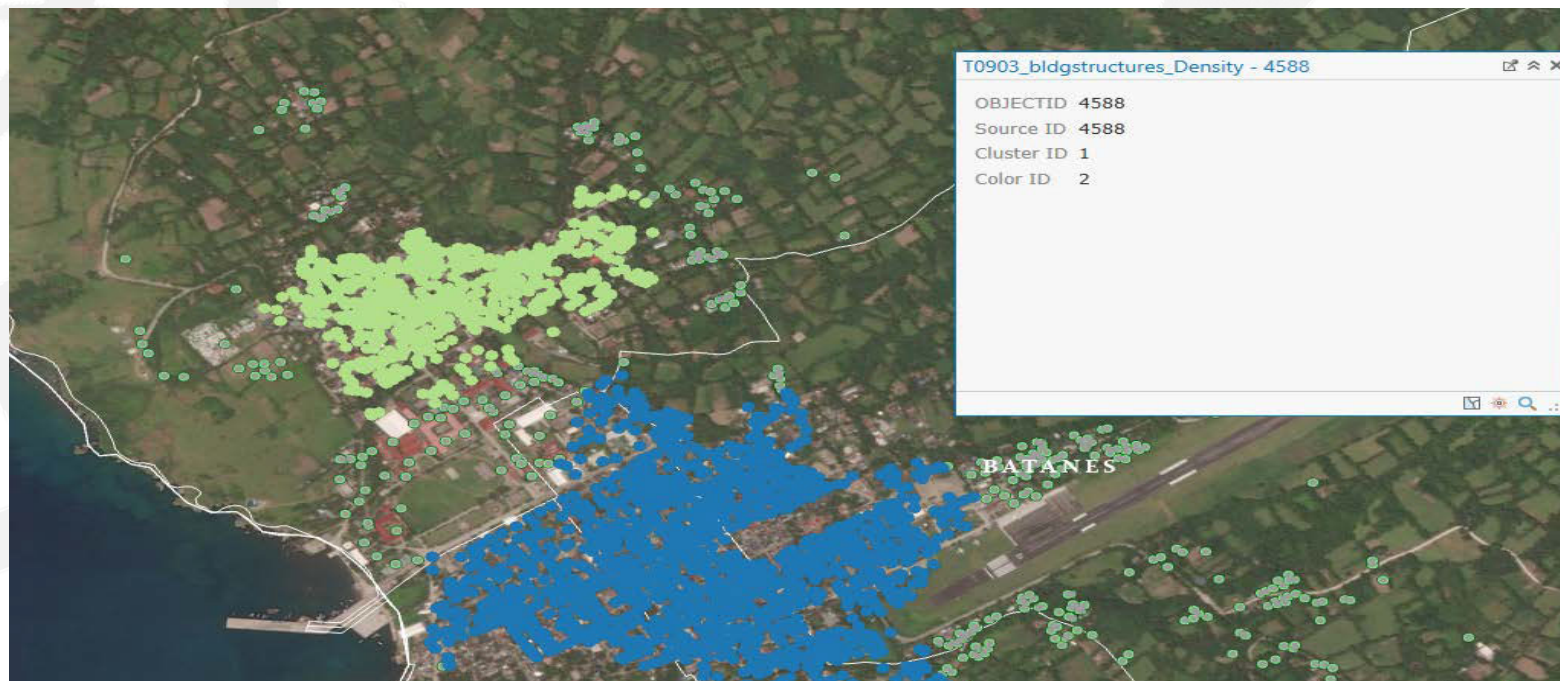 T0903_bldgstructures_Density - 4588
OBJECTID 4588
Source ID 4588
Cluster ID 1
Color ID 2
BATANES